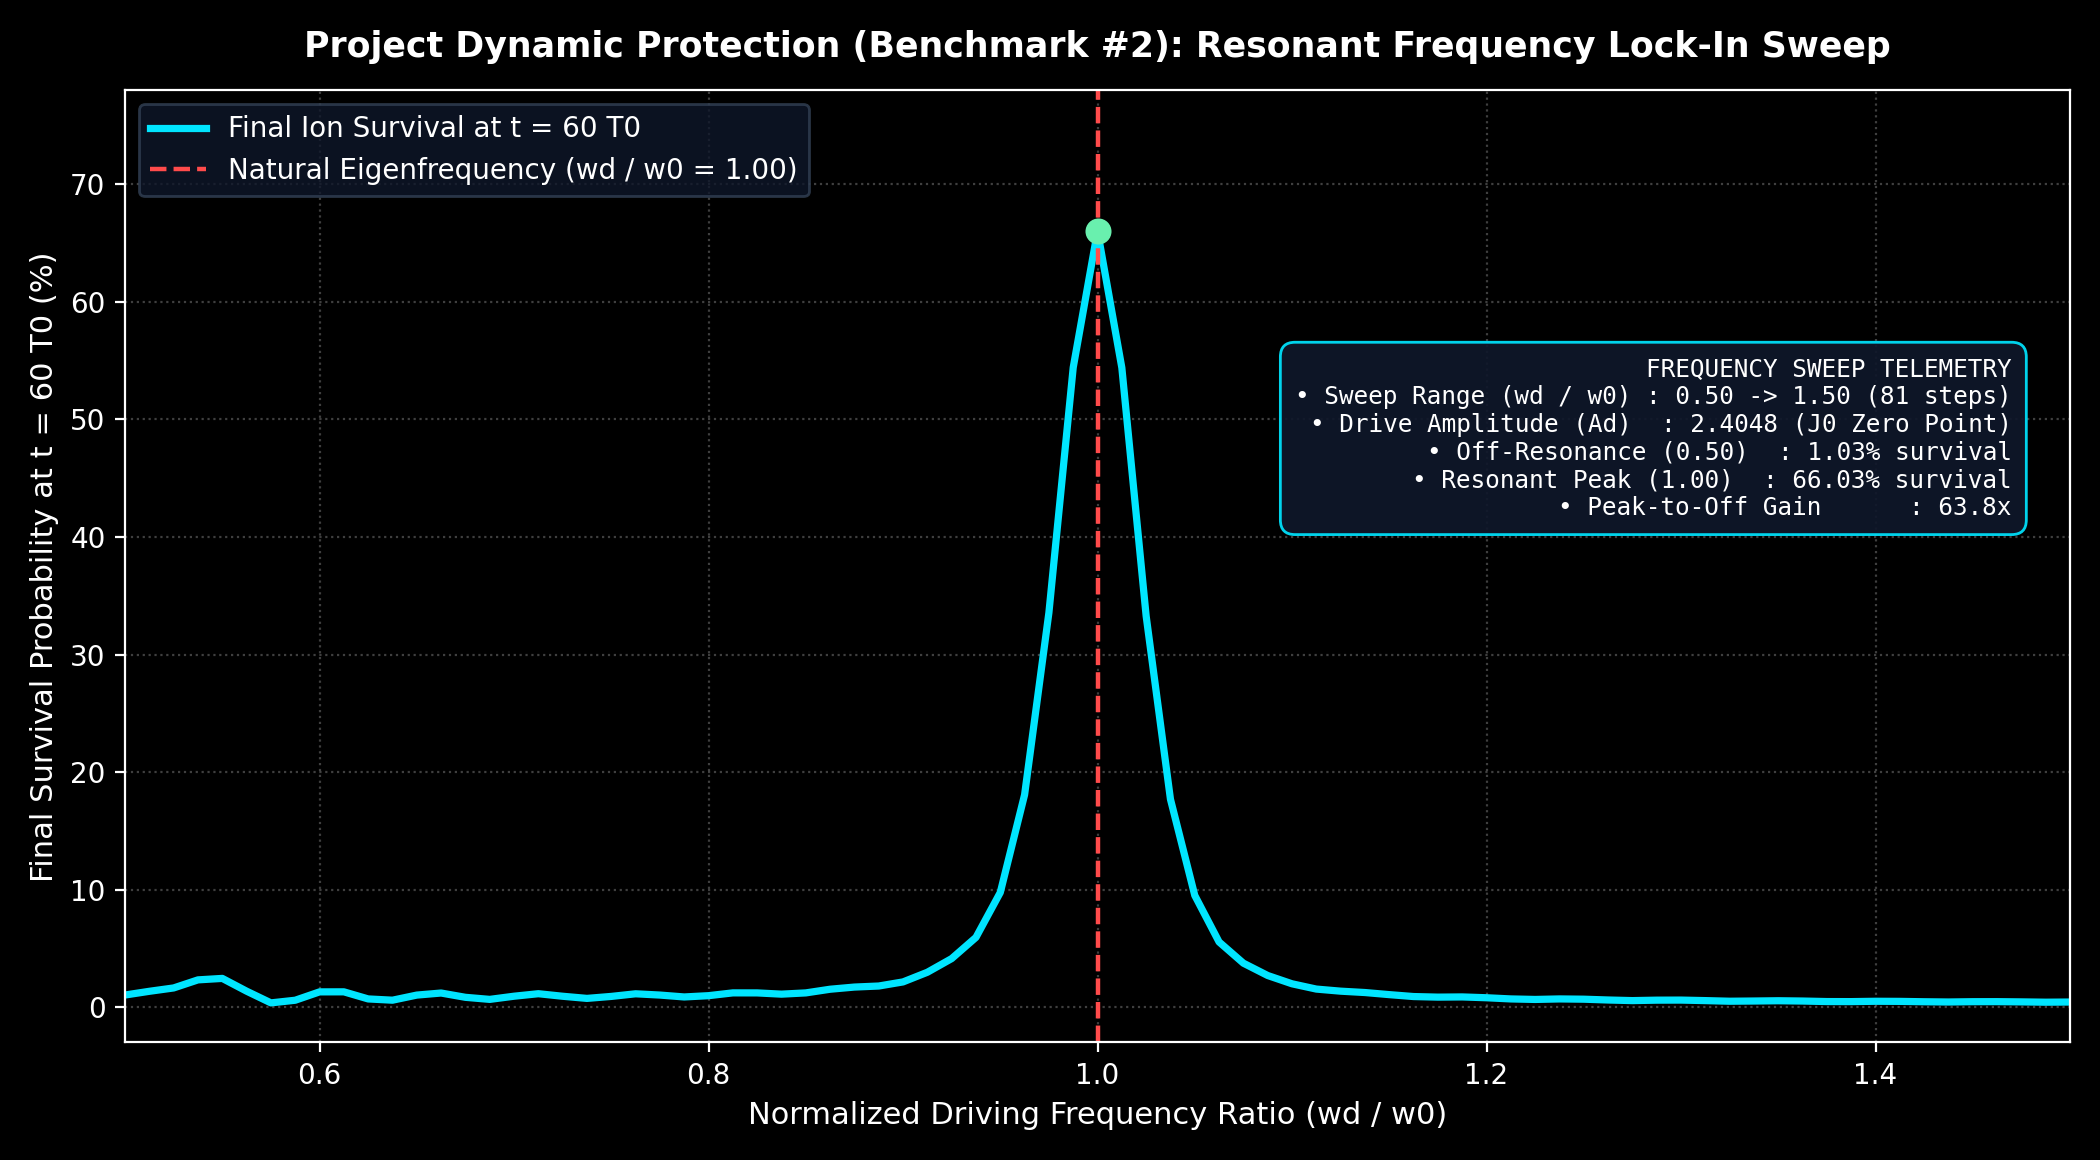 Project Dynamic Protection (Benchmark #2): Resonant Frequency Lock-In Sweep
Final Ion Survival at t = 60 T0
Natural Eigenfrequency (wd / w0 = 1.00)
Final Survival Probability at t = 60 T0 (%)
70
60
50
40
30
20
10
0
FREQUENCY SWEEP TELEMETRY
• Sweep Range (wd / w0) : 0.50 -> 1.50 (81 steps)
• Drive Amplitude (Ad)  : 2.4048 (J0 Zero Point)
• Off-Resonance (0.50)  : 1.03% survival
• Resonant Peak (1.00)  : 66.03% survival
• Peak-to-Off Gain      : 63.8x
0.6
0.8
1.0
1.2
1.4
Normalized Driving Frequency Ratio (wd / w0)